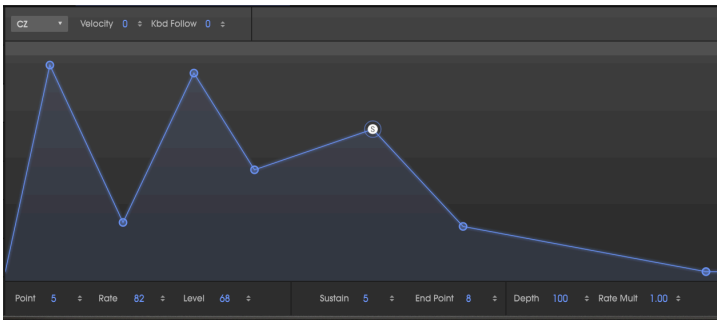 CZ Velocity 0 Kbd Follow 0
S
Point 5 Rate 82 Level 68 Sustain 5 End Point 8 Depth 100 Rate Mult 1.00